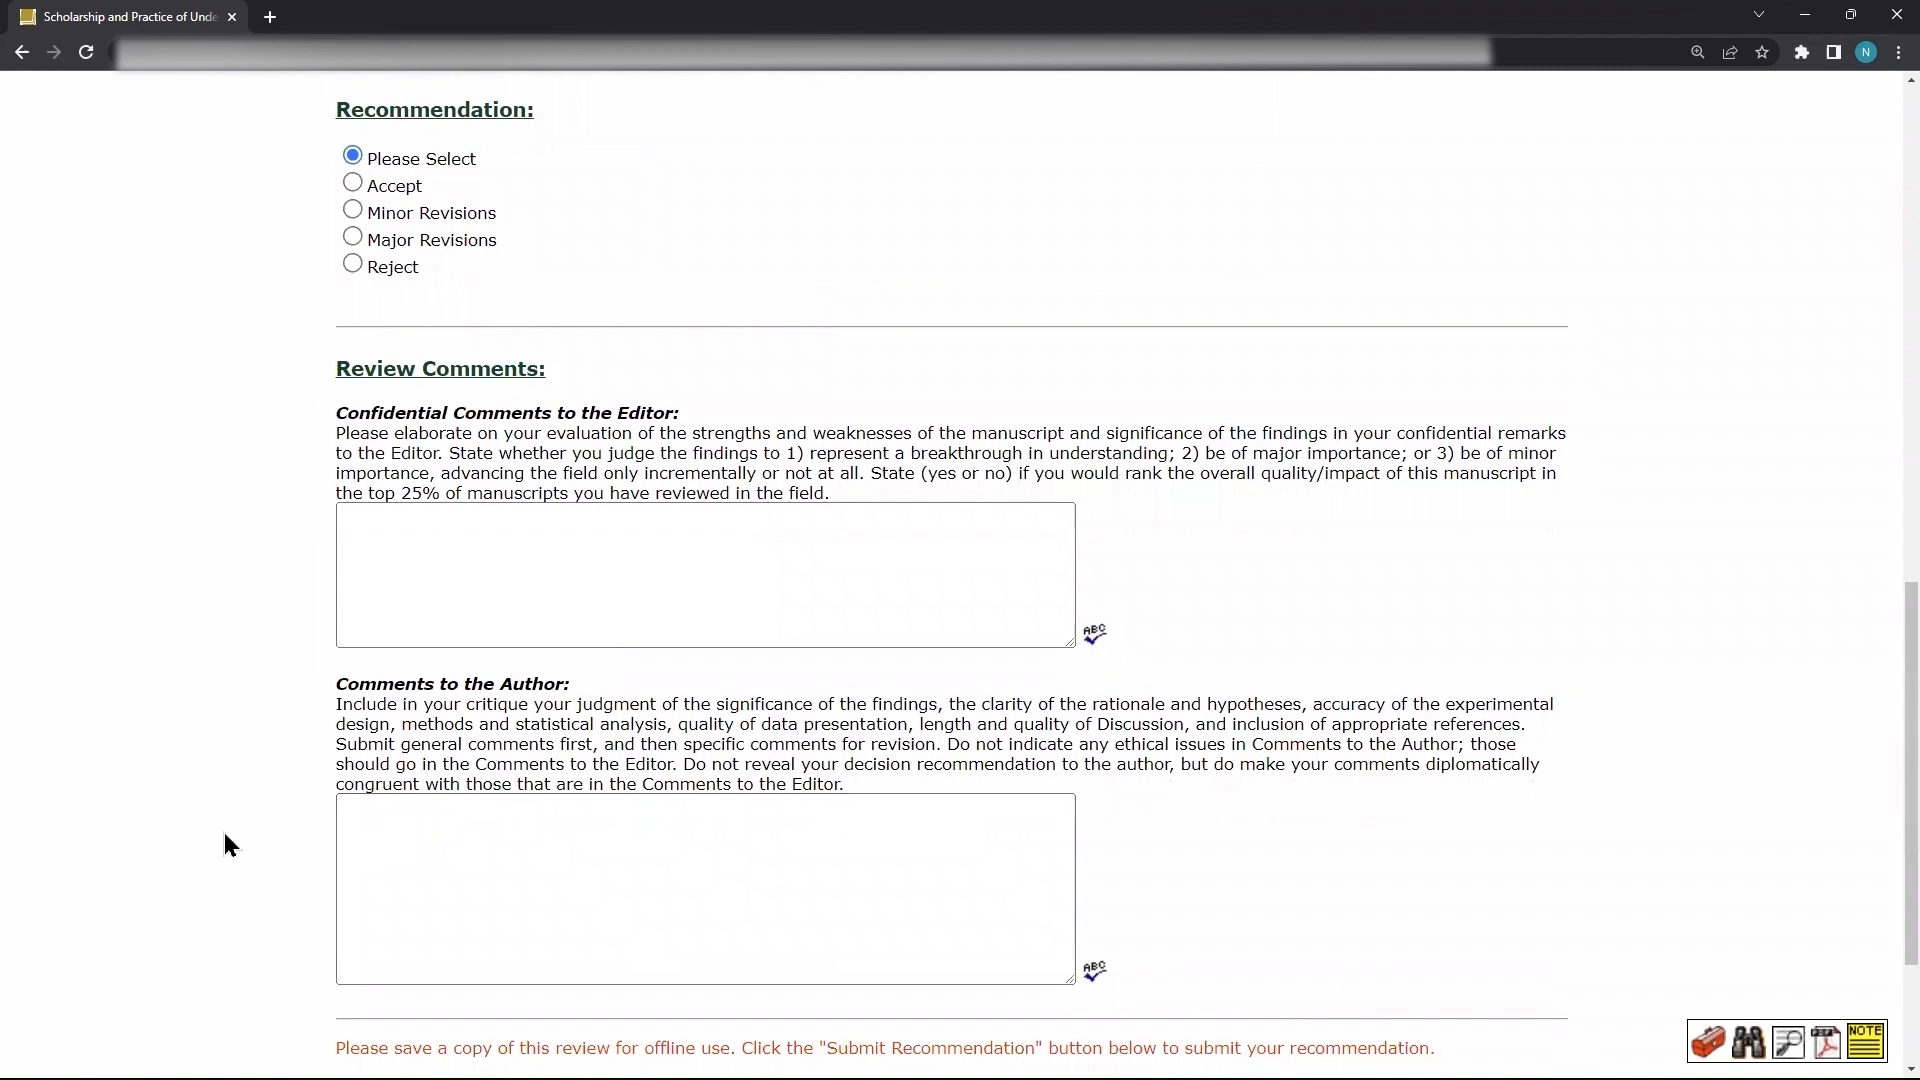 Scholarship and Practice of Unde
N
Recommendation:
Please Select
Accept
Minor Revisions
Major Revisions
Reject
Review Comments:
Confidential Comments to the Editor:
Please elaborate on your evaluation of the strengths and weaknesses of the manuscript and significance of the findings in your confidential remarks
to the Editor. State whether you judge the findings to 1) represent a breakthrough in understanding; 2) be of major importance; or 3) be of minor
importance, advancing the field only incrementally or not at all. State (yes or no) if you would rank the overall quality/impact of this manuscript in
the top 25% of manuscripts you have reviewed in the field.
ABC
Comments to the Author:
Include in your critique your judgment of the significance of the findings, the clarity of the rationale and hypotheses, accuracy of the experimental
design, methods and statistical analysis, quality of data presentation, length and quality of Discussion, and inclusion of appropriate references.
Submit general comments first, and then specific comments for revision. Do not indicate any ethical issues in Comments to the Author; those
should go in the Comments to the Editor. Do not reveal your decision recommendation to the author, but do make your comments diplomatically
congruent with those that are in the Comments to the Editor.
ABC
Please save a copy of this review for offline use. Click the "Submit Recommendation" button below to submit your recommendation.
PDF
NOTE